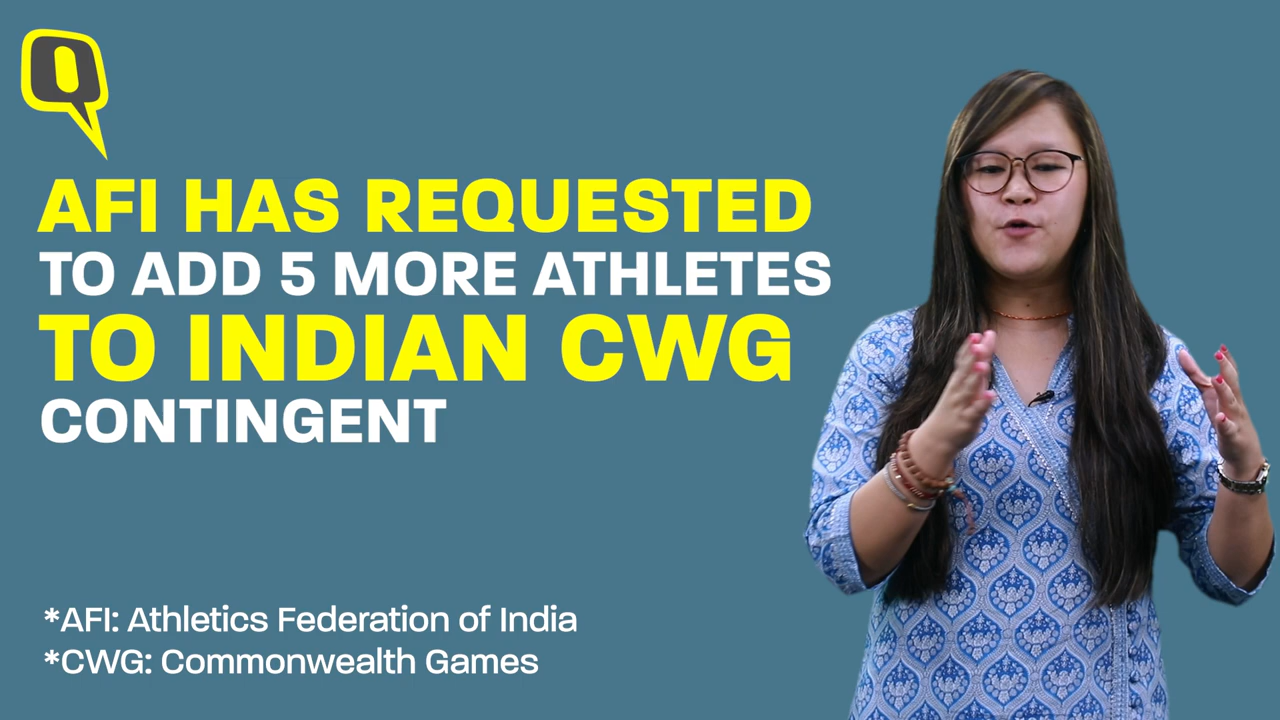 Q
AFI HAS REQUESTED
TO ADD 5 MORE ATHLETES
TO INDIAN CWG
CONTINGENT
*AFI: Athletics Federation of India
*CWG: Commonwealth Games